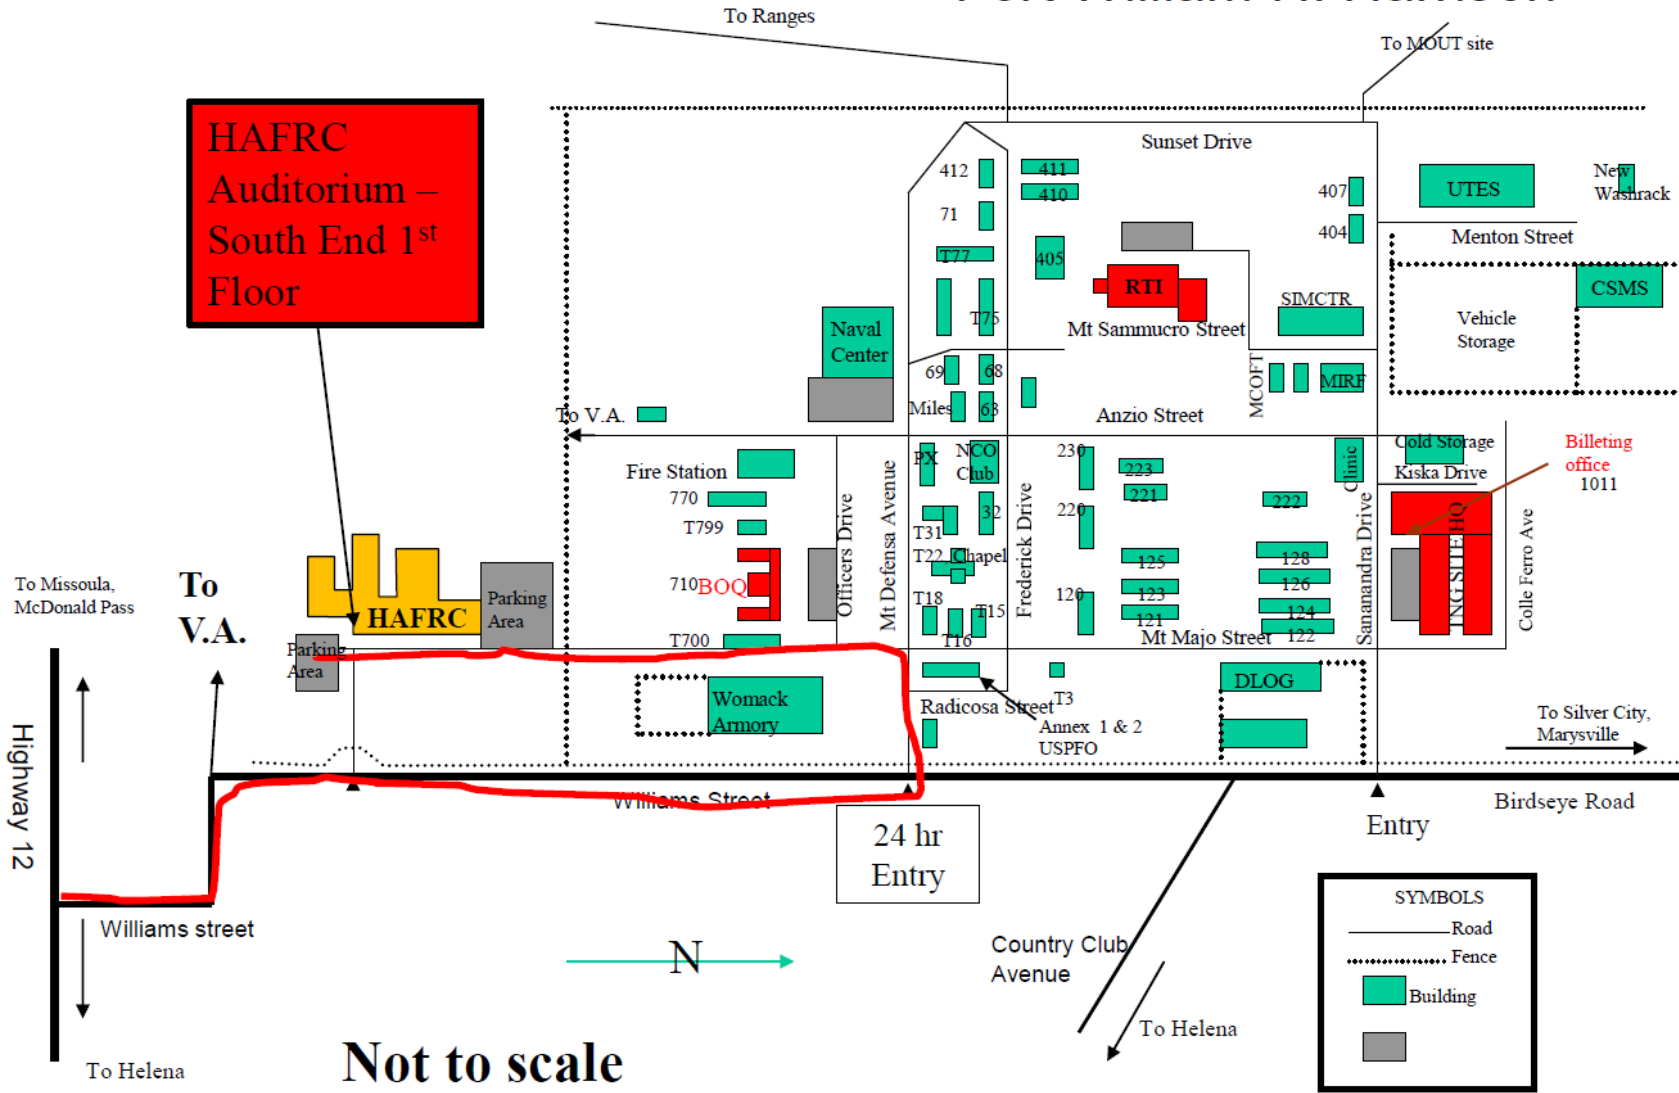 To Ranges
To MOUT site
HAFRC
Auditorium –
South End 1st
Floor
Sunset Drive
412
411
410
71
T77
405
407
404
UTES
New
Washrack
Menton Street
RTI
CSMS
SIMCTR
T75
Mt Sammucro Street
Vehicle
Storage
Naval
Center
69
68
MCOFT
MIRF
Miles
63
To V.A.
Anzio Street
Cold Storage
Billeting
office
1011
Fire Station
PX
NCO
Club
230
223
Clinic
Kiska Drive
770
221
222
T799
32
220
T31
Officers Drive
Mt Defensa Avenue
Frederick Drive
Sananandra Drive
TNG SITE HQ
Colle Ferro Ave
T22, Chapel
125
128
To Missoula,
McDonald Pass
To
V.A.
710
BOQ
123
126
Parking
Area
T18
T15
120
124
HAFRC
121
122
T700
T16
Mt Majo Street
Parking
Area
DLOG
Womack
Armory
Radicosa Street
T3
Annex 1 & 2
USPFO
To Silver City,
Marysville
Highway 12
Williams Street
Birdseye Road
24 hr
Entry
Entry
Williams street
N
Country Club
Avenue
SYMBOLS
Road
Fence
Building
To Helena
To Helena
Not to scale